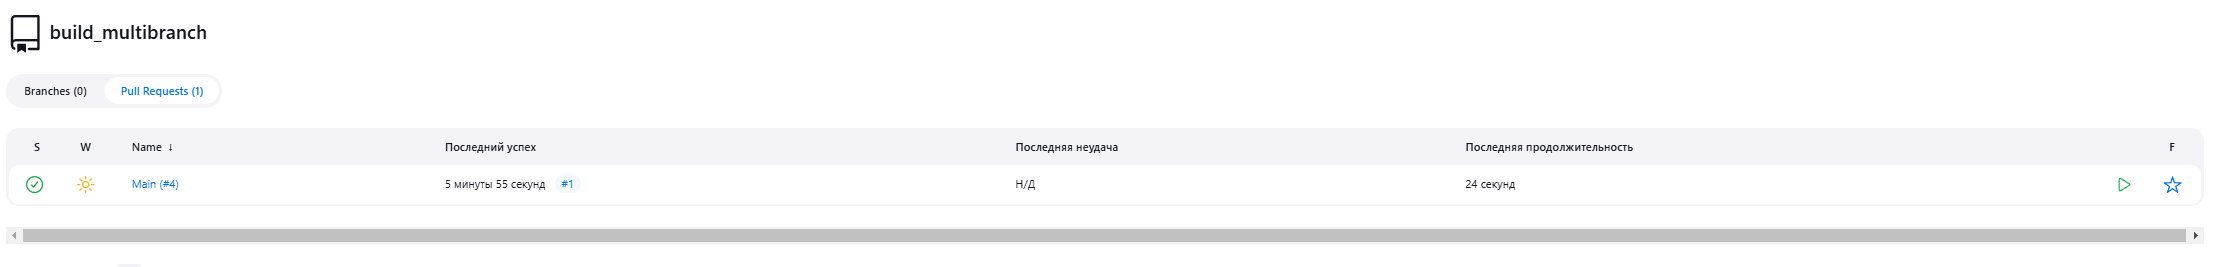 build_multibranch
Branches (0) Pull Requests (1)
S W Name ↓ Последний успех Последняя неудача Последняя продолжительность F
Main (#4) 5 минуты 55 секунд #1 Н/Д 24 секунд